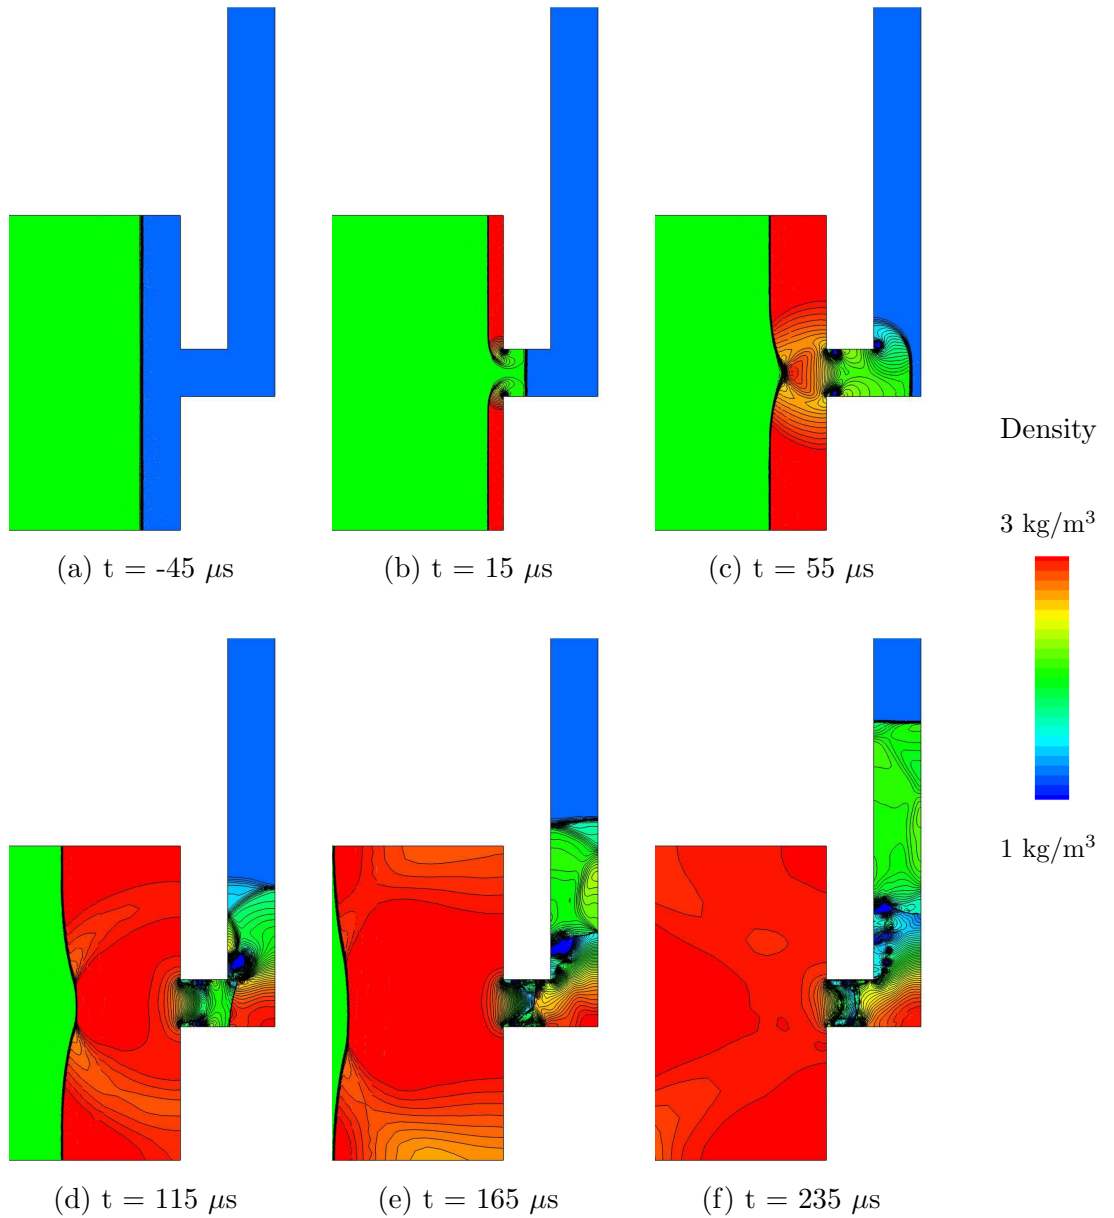 (a) t = -45 μs
(b) t = 15 μs
(c) t = 55 μs
Density
3 kg/m³
1 kg/m³
(d) t = 115 μs
(e) t = 165 μs
(f) t = 235 μs